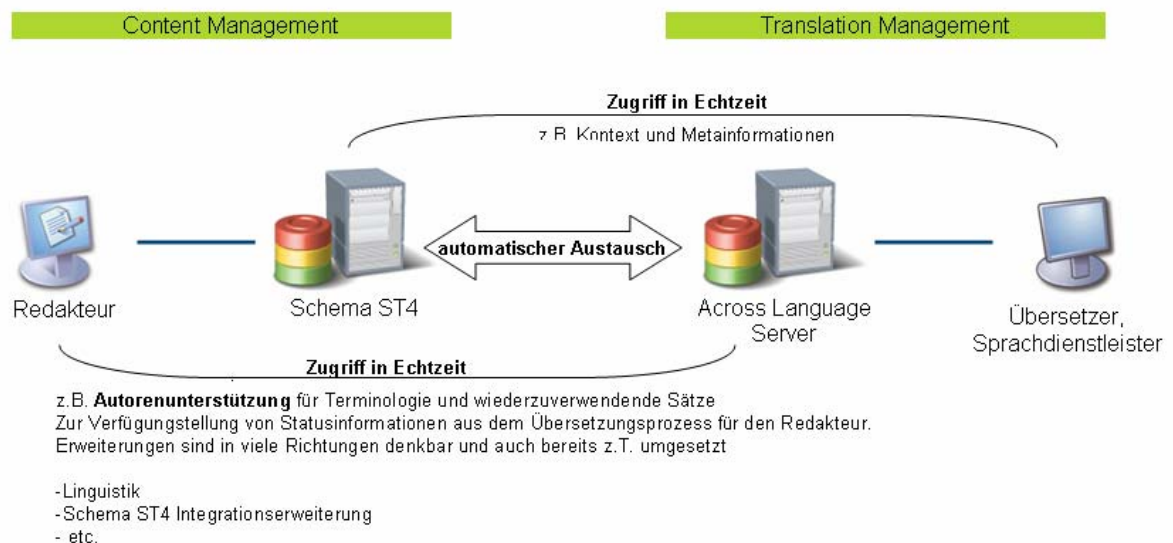 Content Management
Translation Management
Zugriff in Echtzeit
z.B. Kontext und Metainformationen
automatischer Austausch
Redakteur
Schema ST4
Across Language
Server
Übersetzer,
Sprachdienstleister
Zugriff in Echtzeit
z.B. Autorenunterstützung für Terminologie und wiederzuverwendende Sätze
Zur Verfügungstellung von Statusinformationen aus dem Übersetzungsprozess für den Redakteur.
Erweiterungen sind in viele Richtungen denkbar und auch bereits z.T. umgesetzt
-Linguistik
-Schema ST4 Integrationserweiterung
- etc.